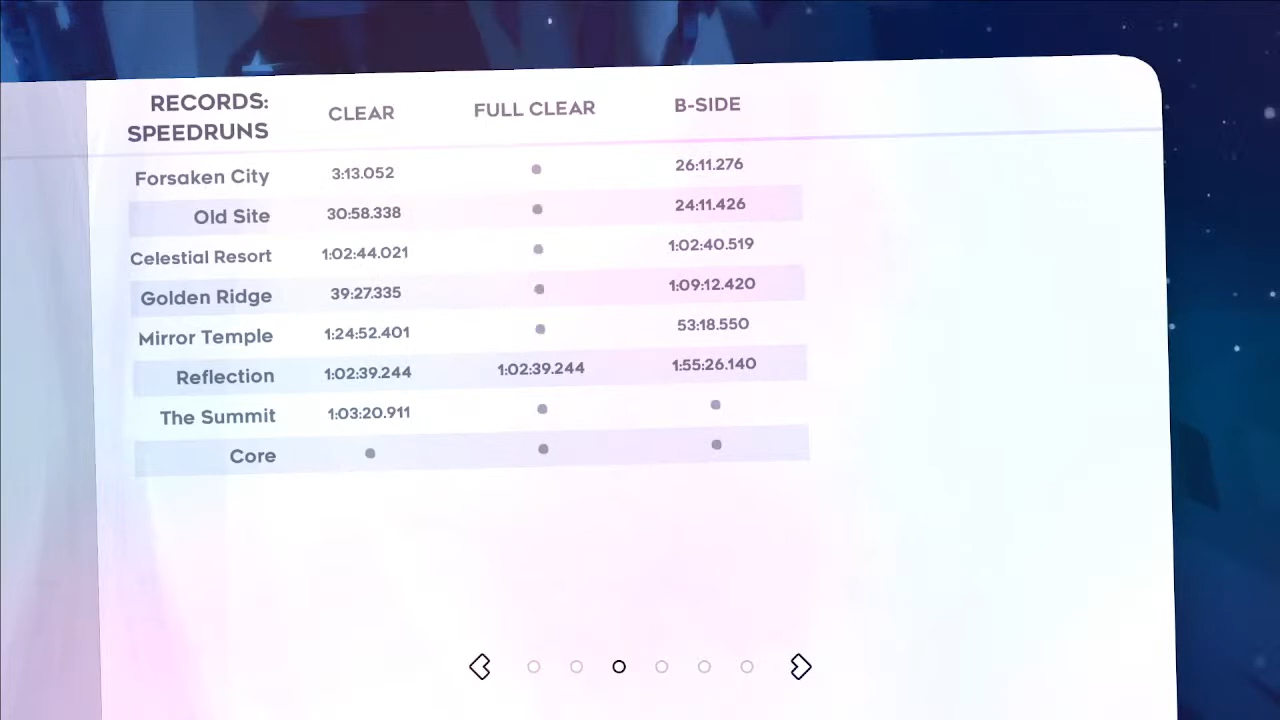 RECORDS:
SPEEDRUNS
CLEAR FULL CLEAR B-SIDE
Forsaken City 3:13.052 26:11.276
Old Site 30:58.338 24:11.426
Celestial Resort 1:02:44.021 1:02:40.519
Golden Ridge 39:27.335 1:09:12.420
Mirror Temple 1:24:52.401 53:18.550
Reflection 1:02:39.244 1:02:39.244 1:55:26.140
The Summit 1:03:20.911
Core